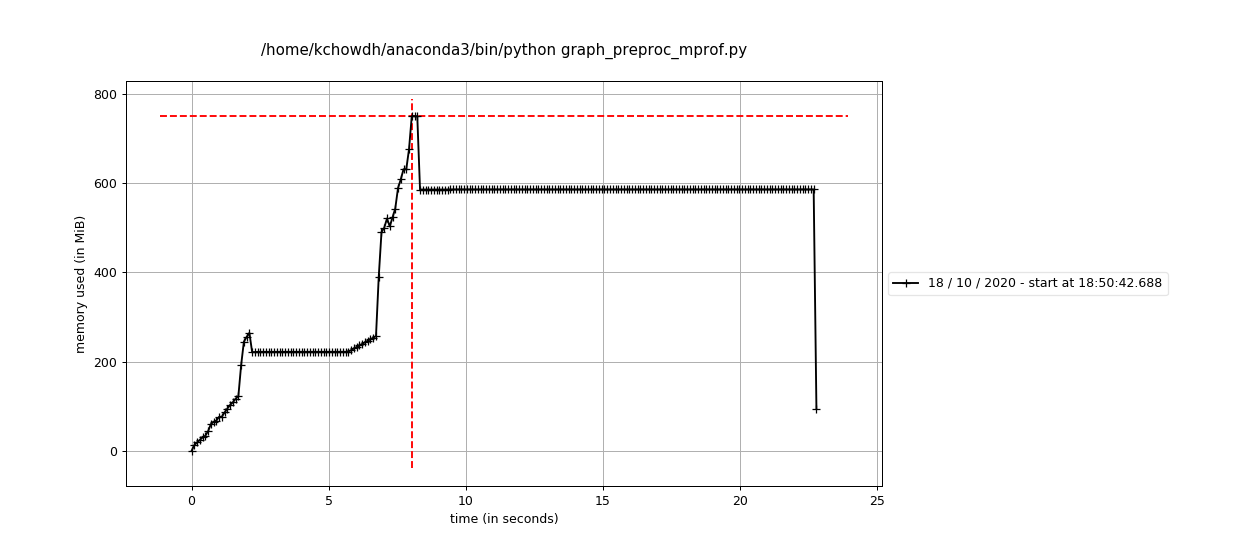 /home/kchowdh/anaconda3/bin/python graph_preproc_mprof.py
800
600
400
200
0
memory used (in MiB)
0 5 10 15 20 25
time (in seconds)
18 / 10 / 2020 - start at 18:50:42.688